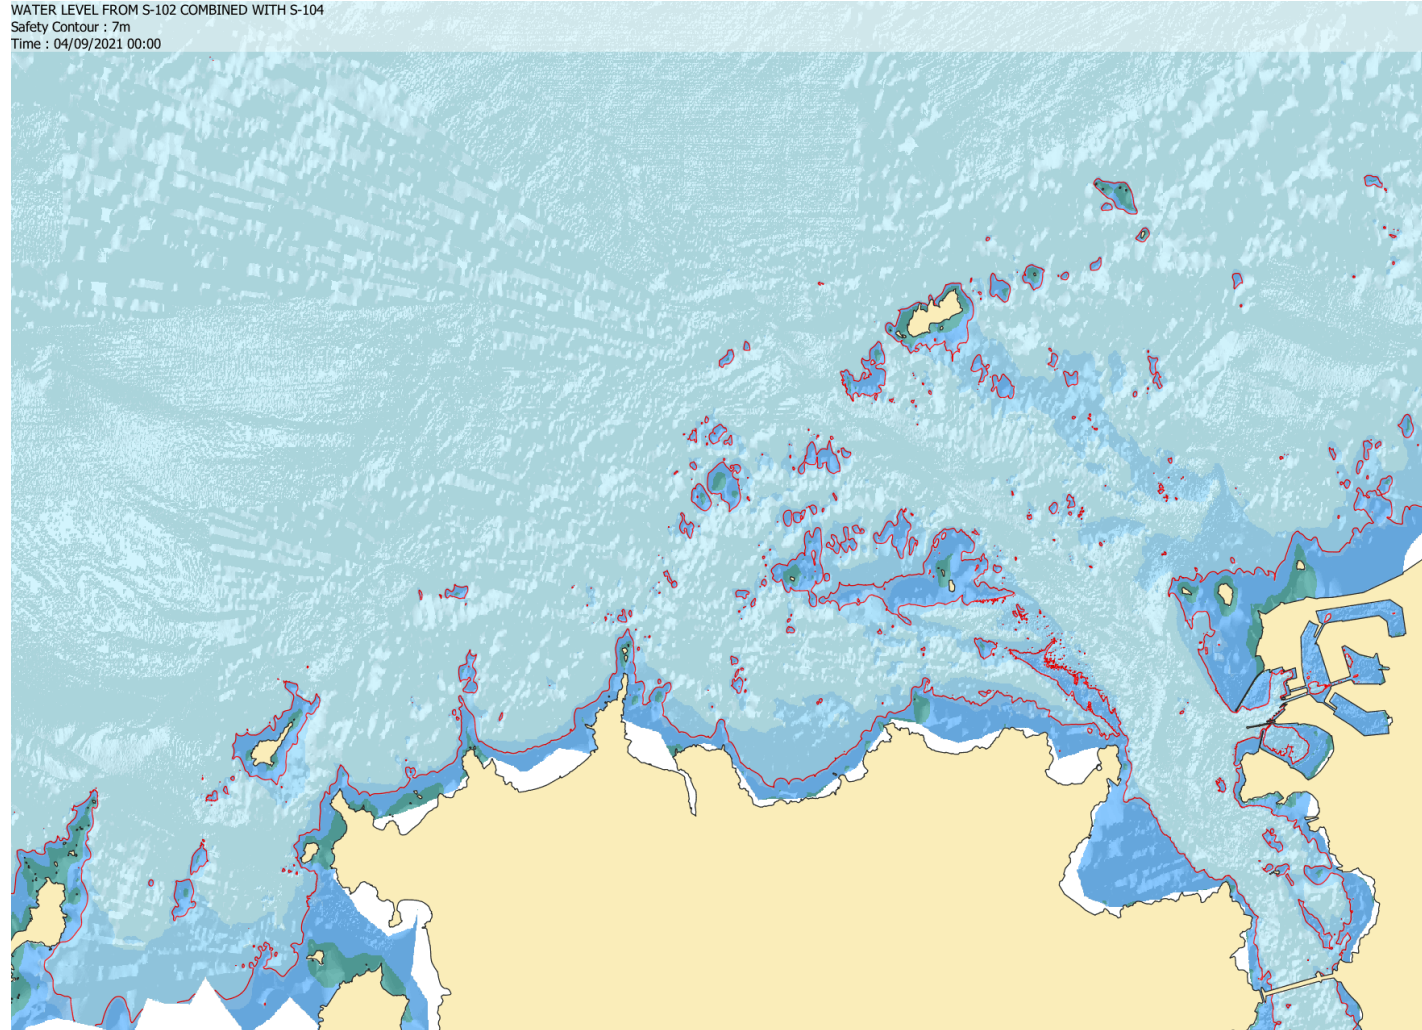 WATER LEVEL FROM S-102 COMBINED WITH S-104
Safety Contour : 7m
Time : 04/09/2021 00:00